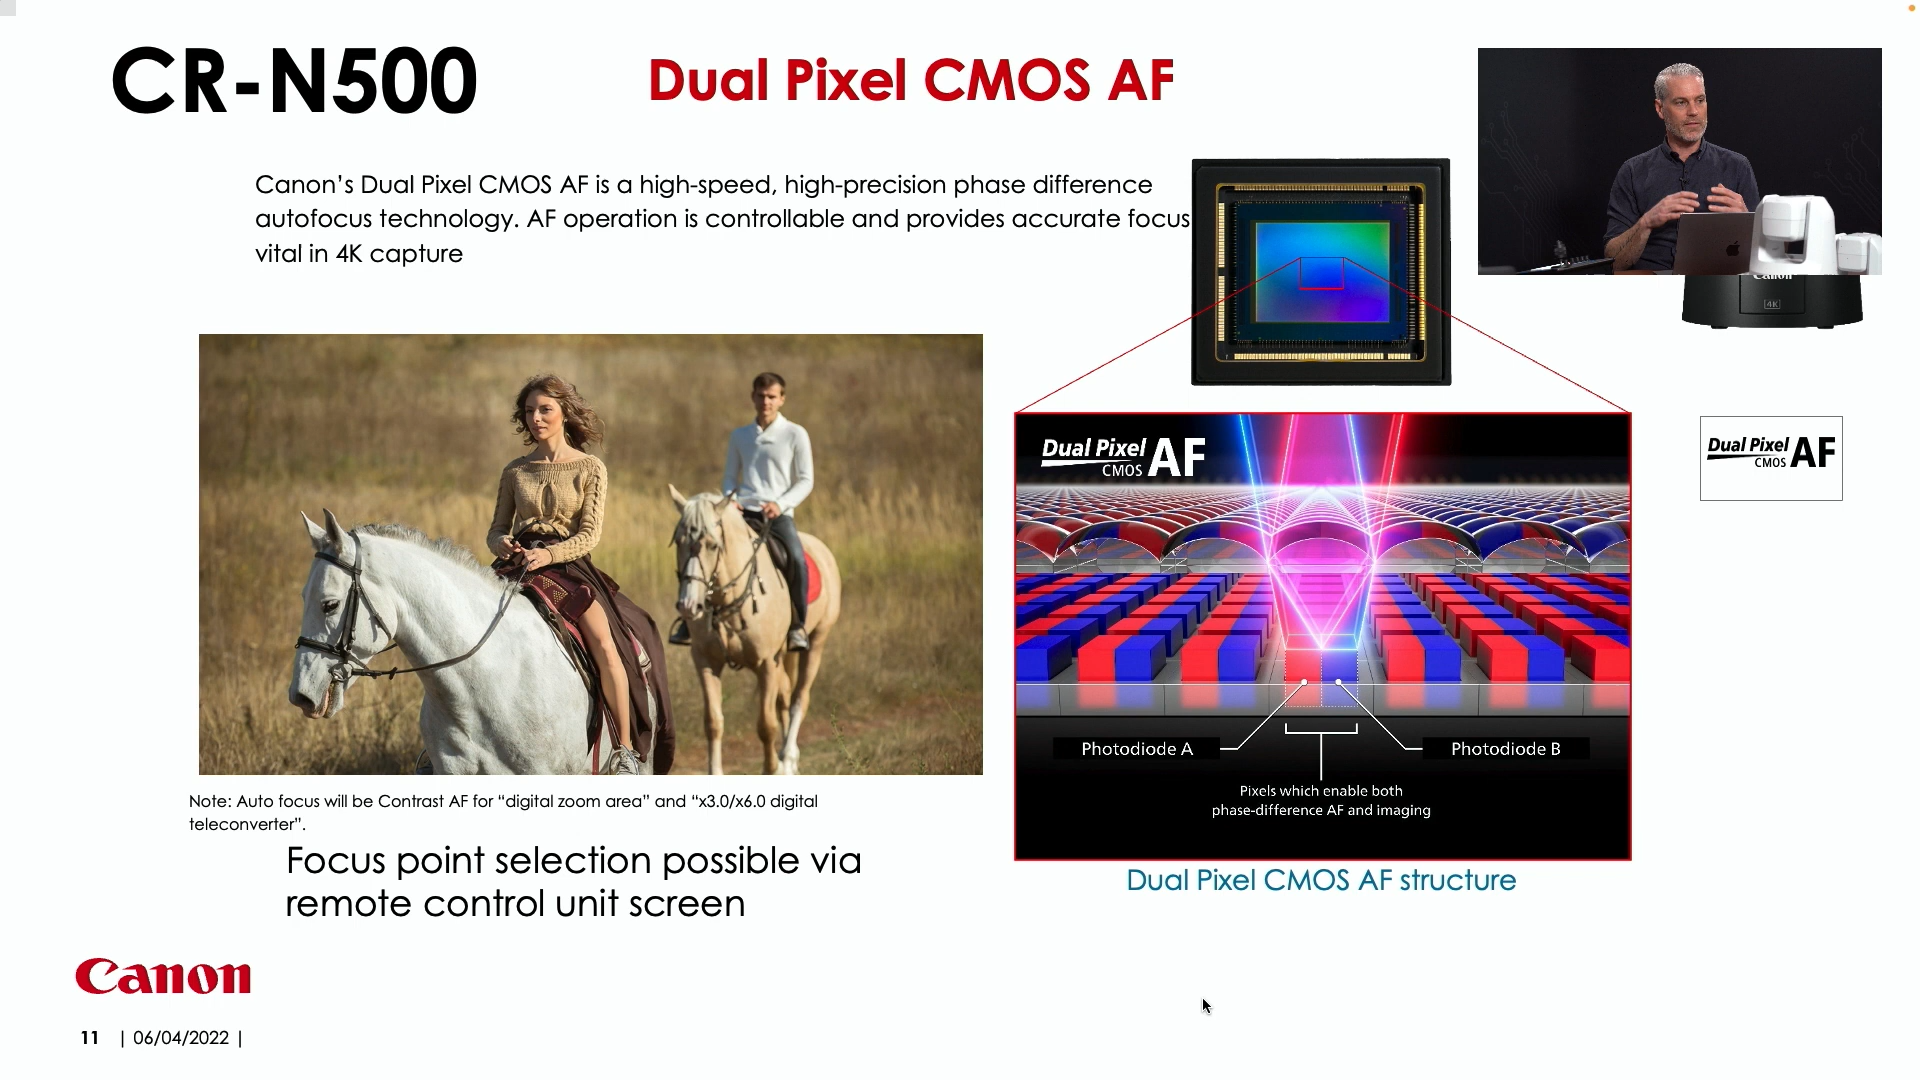 CR-N500
Dual Pixel CMOS AF
Canon’s Dual Pixel CMOS AF is a high-speed, high-precision phase difference
autofocus technology. AF operation is controllable and provides accurate focus
vital in 4K capture
Canon
4K
Dual Pixel
CMOS AF
Dual Pixel
CMOS AF
Photodiode A
Photodiode B
Pixels which enable both
phase-difference AF and imaging
Note: Auto focus will be Contrast AF for “digital zoom area” and “x3.0/x6.0 digital
teleconverter”.
Focus point selection possible via
remote control unit screen
Dual Pixel CMOS AF structure
Canon
11 | 06/04/2022 |